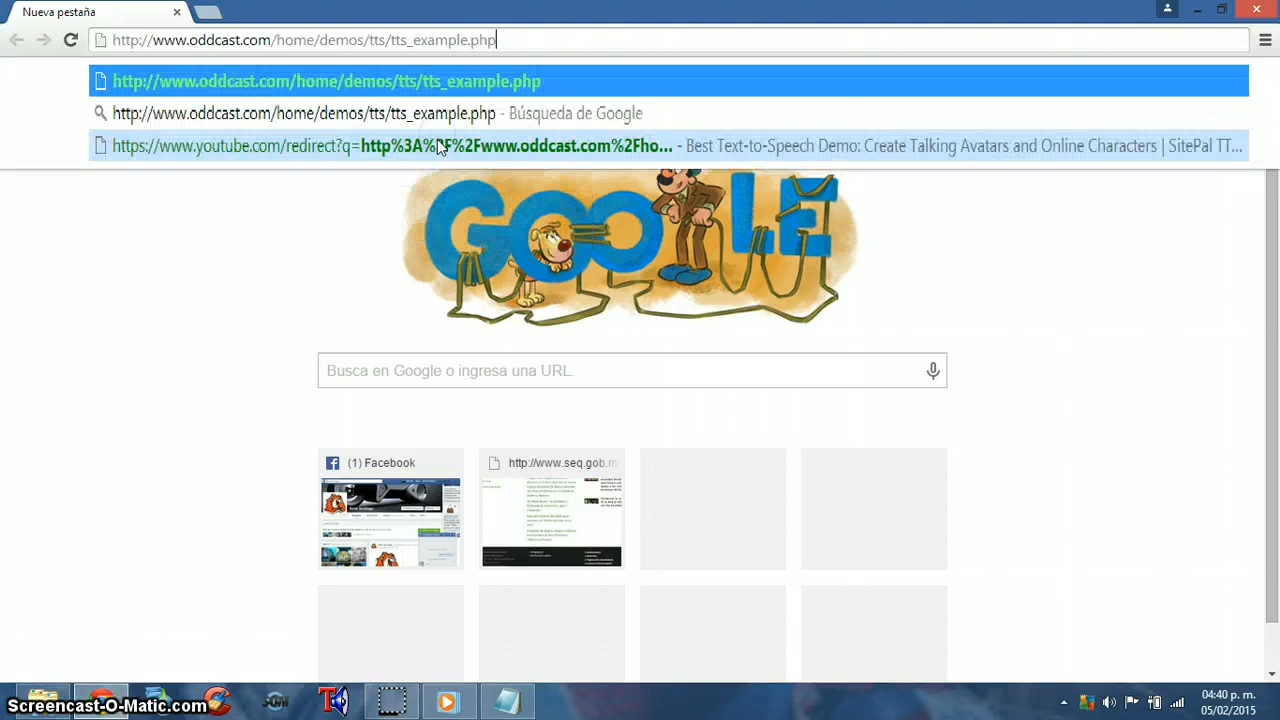 Nueva pestaña
http://www.oddcast.com/home/demos/tts/tts_example.php
http://www.oddcast.com/home/demos/tts/tts_example.php
http://www.oddcast.com/home/demos/tts/tts_example.php - Búsqueda de Google
https://www.youtube.com/redirect?q=http%3A%2F%2Fwww.oddcast.com%2Fho... - Best Text-to-Speech Demo: Create Talking Avatars and Online Characters | SitePal TT...
GOOGLE
Busca en Google o ingresa una URL.
(1) Facebook
http://www.seq.gob.m
Screencast-O-Matic.com
04:40 p. m.
05/02/2015